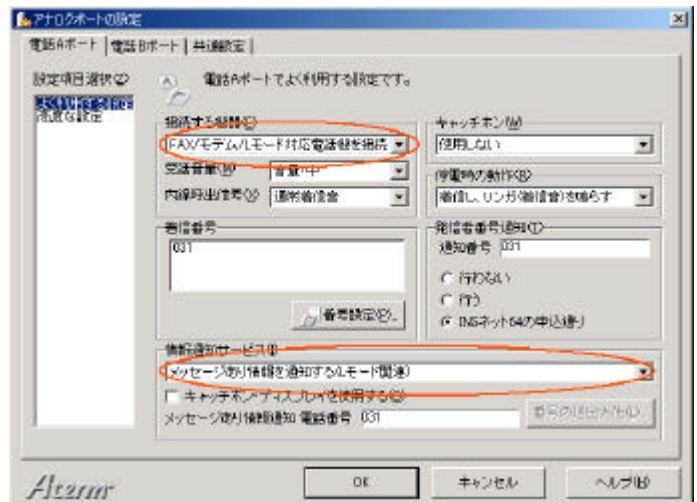 アナログポートの設定
電話Aポート 電話Bポート 共通設定
設定項目選択(Z)
よく利用する設定
高度な設定
電話Aポートでよく利用する設定です。
接続する機器(C)
FAX/モデム/Lモード対応電話機を接続
受話音量(M) 音量:中
内線呼出信号(X) 通常着信音
キャッチホン(W)
使用しない
停電時の動作(R)
着信し、リンガ(着信音)を鳴らす
着信番号
031
番号設定(P)...
発信者番号通知(T)
通知番号 031
行わない
行う
INSネット64の申込通り
情報通知サービス(I)
メッセージあり情報を通知する(Lモード関連)
キャッチホン・ディスプレイを使用する
メッセージあり情報通知 電話番号 031
Aterm
OK キャンセル ヘルプ(H)